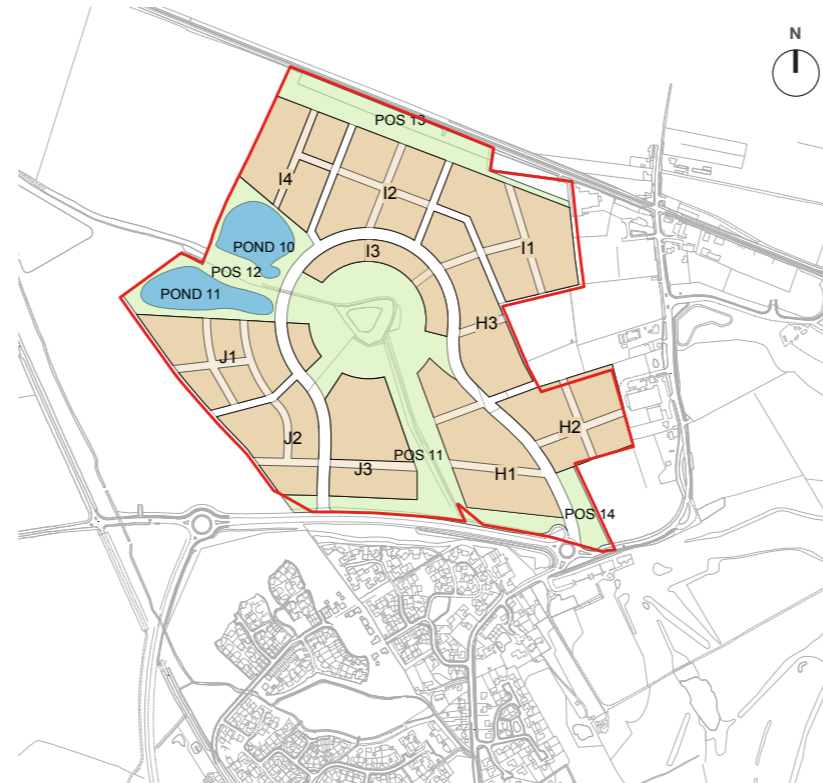 N
POS 13
I4
I2
POND 10
I3
I1
POS 12
POND 11
H3
J1
H2
J2
POS 11
J3
H1
POS 14